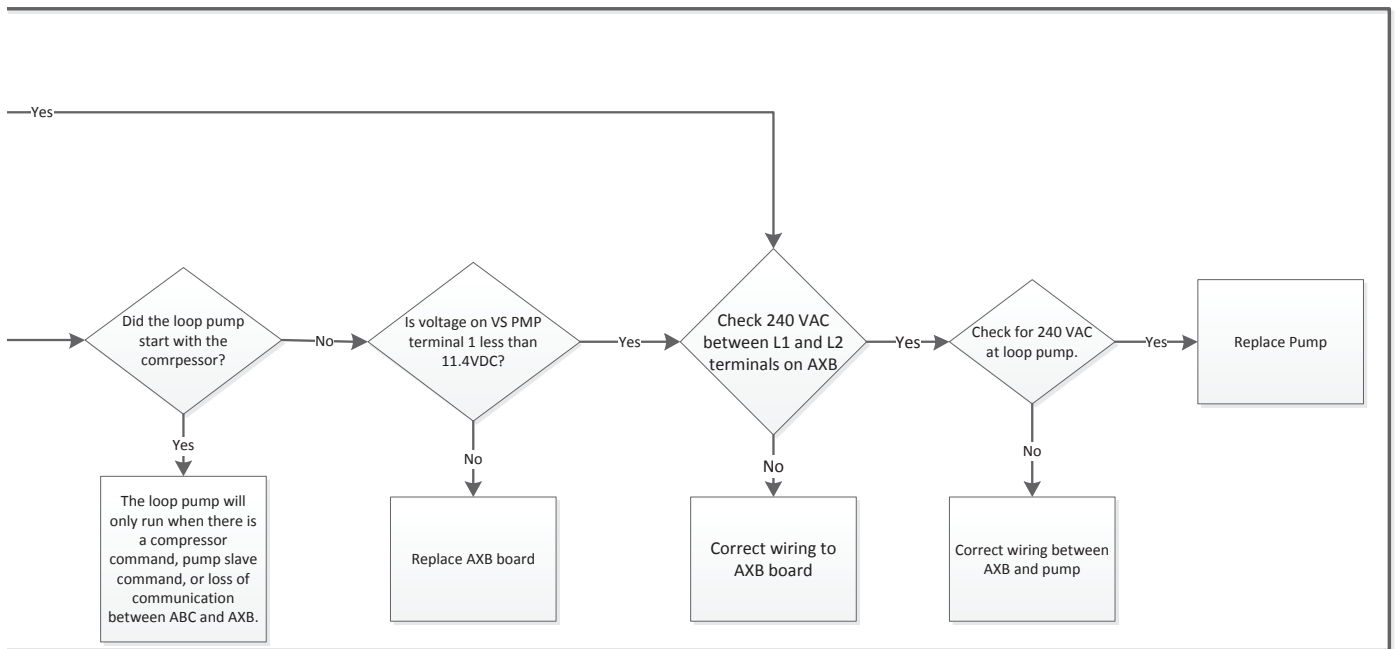 Yes
Did the loop pump
start with the
comrpessor?
No
Is voltage on VS PMP
terminal 1 less than
11.4VDC?
Yes
Check 240 VAC
between L1 and L2
terminals on AXB
Yes
Check for 240 VAC
at loop pump.
Yes
Replace Pump
Yes
The loop pump will
only run when there is
a compressor
command, pump slave
command, or loss of
communication
between ABC and AXB.
No
Replace AXB board
No
Correct wiring to
AXB board
No
Correct wiring between
AXB and pump